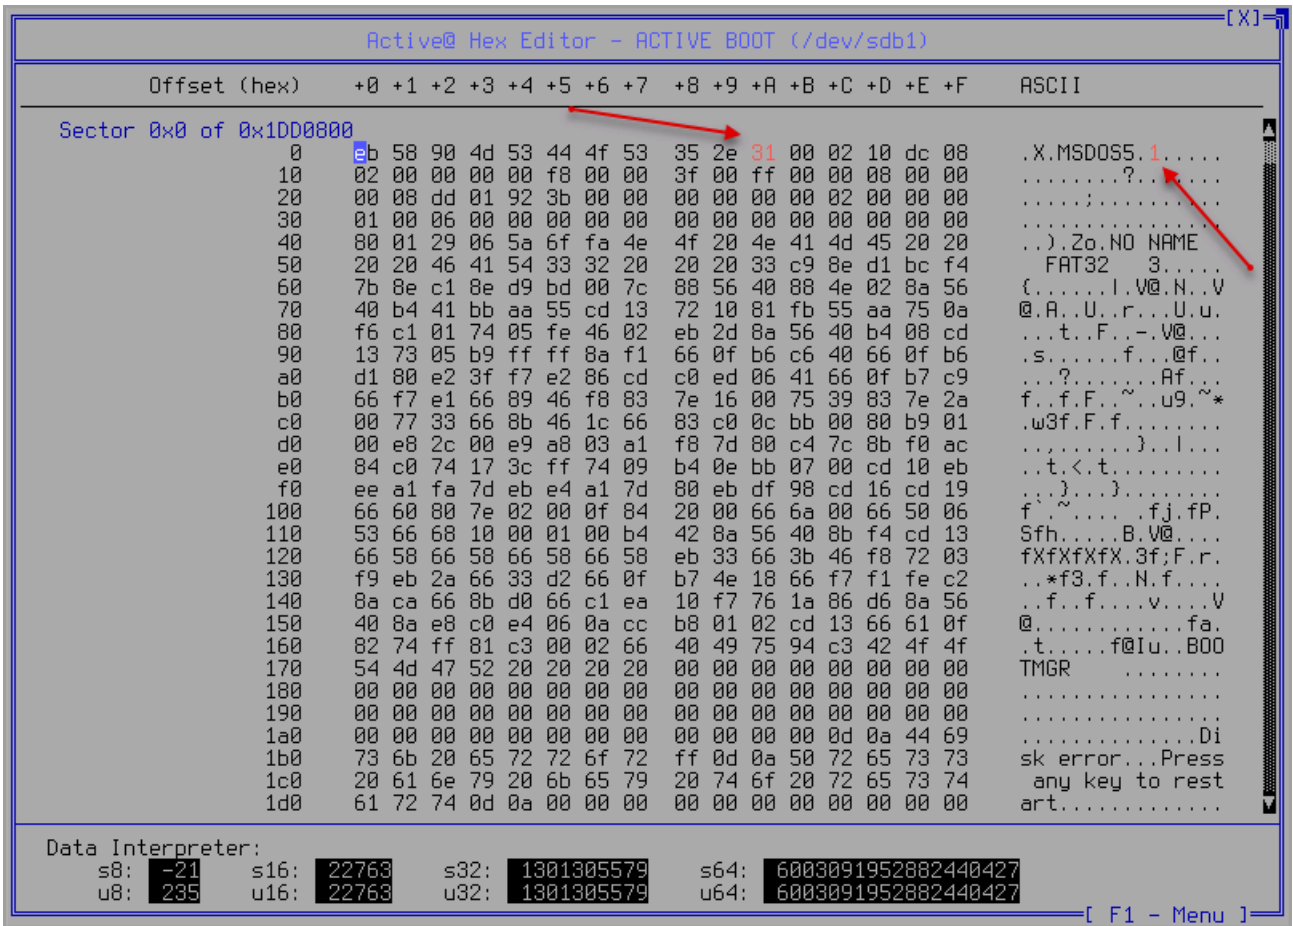 [X]
Active@ Hex Editor - ACTIVE BOOT (/dev/sdb1)
Offset (hex) +0 +1 +2 +3 +4 +5 +6 +7 +8 +9 +A +B +C +D +E +F ASCII
Sector 0x0 of 0x1DD0800
0 eb 58 90 4d 53 44 4f 53 35 2e 31 00 02 10 dc 08 .X.MSDOS5.1.....
10 02 00 00 00 00 f8 00 00 3f 00 ff 00 00 08 00 00 ........?.......
20 00 08 dd 01 92 3b 00 00 00 00 00 00 02 00 00 00 .....;..........
30 01 00 06 00 00 00 00 00 00 00 00 00 00 00 00 00 ................
40 80 01 29 06 5a 6f fa 4e 4f 20 4e 41 4d 45 20 20 ..).Zo.NO NAME
50 20 20 46 41 54 33 32 20 20 20 33 c9 8e d1 bc f4 FAT32 3.....
60 7b 8e c1 8e d9 bd 00 7c 88 56 40 88 4e 02 8a 56 {......|.V@.N..V
70 40 b4 41 bb aa 55 cd 13 72 10 81 fb 55 aa 75 0a @.A..U..r...U.u.
80 f6 c1 01 74 05 fe 46 02 eb 2d 8a 56 40 b4 08 cd ...t..F..-.V@...
90 13 73 05 b9 ff ff 8a f1 66 0f b6 c6 40 66 0f b6 .s......f...@f..
a0 d1 80 e2 3f f7 e2 86 cd c0 ed 06 41 66 0f b7 c9 ...?.......Af...
b0 66 f7 e1 66 89 46 f8 83 7e 16 00 75 39 83 7e 2a f..f.F..~..u9.~*
c0 00 77 33 66 8b 46 1c 66 83 c0 0c bb 00 80 b9 01 .w3f.F.f........
d0 00 e8 2c 00 e9 a8 03 a1 f8 7d 80 c4 7c 8b f0 ac ..,......}..|...
e0 84 c0 74 17 3c ff 74 09 b4 0e bb 07 00 cd 10 eb ..t.<.t.........
f0 ee a1 fa 7d eb e4 a1 7d 80 eb df 98 cd 16 cd 19 ...}...}........
100 66 60 80 7e 02 00 0f 84 20 00 66 6a 00 66 50 06 f`.~.... .fj.fP.
110 53 66 68 10 00 01 00 b4 42 8a 56 40 8b f4 cd 13 Sfh.....B.V@....
120 66 58 66 58 66 58 66 58 eb 33 66 3b 46 f8 72 03 fXfXfXfX.3f;F.r.
130 f9 eb 2a 66 33 d2 66 0f b7 4e 18 66 f7 f1 fe c2 ..*f3.f..N.f....
140 8a ca 66 8b d0 66 c1 ea 10 f7 76 1a 86 d6 8a 56 ..f..f....v....V
150 40 8a e8 c0 e4 06 0a cc b8 01 02 cd 13 66 61 0f @............fa.
160 82 74 ff 81 c3 00 02 66 40 49 75 94 c3 42 4f 4f .t.....f@Iu..BOO
170 54 4d 47 52 20 20 20 20 00 00 00 00 00 00 00 00 TMGR ........
180 00 00 00 00 00 00 00 00 00 00 00 00 00 00 00 00 ................
190 00 00 00 00 00 00 00 00 00 00 00 00 00 00 00 00 ................
1a0 00 00 00 00 00 00 00 00 00 00 00 00 0d 0a 44 69 ..............Di
1b0 73 6b 20 65 72 72 6f 72 ff 0d 0a 50 72 65 73 73 sk error...Press
1c0 20 61 6e 79 20 6b 65 79 20 74 6f 20 72 65 73 74 any key to rest
1d0 61 72 74 0d 0a 00 00 00 00 00 00 00 00 00 00 00 art.............
Data Interpreter:
s8: -21 s16: 22763 s32: 1301305579 s64: 6003091952882440427
u8: 235 u16: 22763 u32: 1301305579 u64: 6003091952882440427
[ F1 - Menu ]